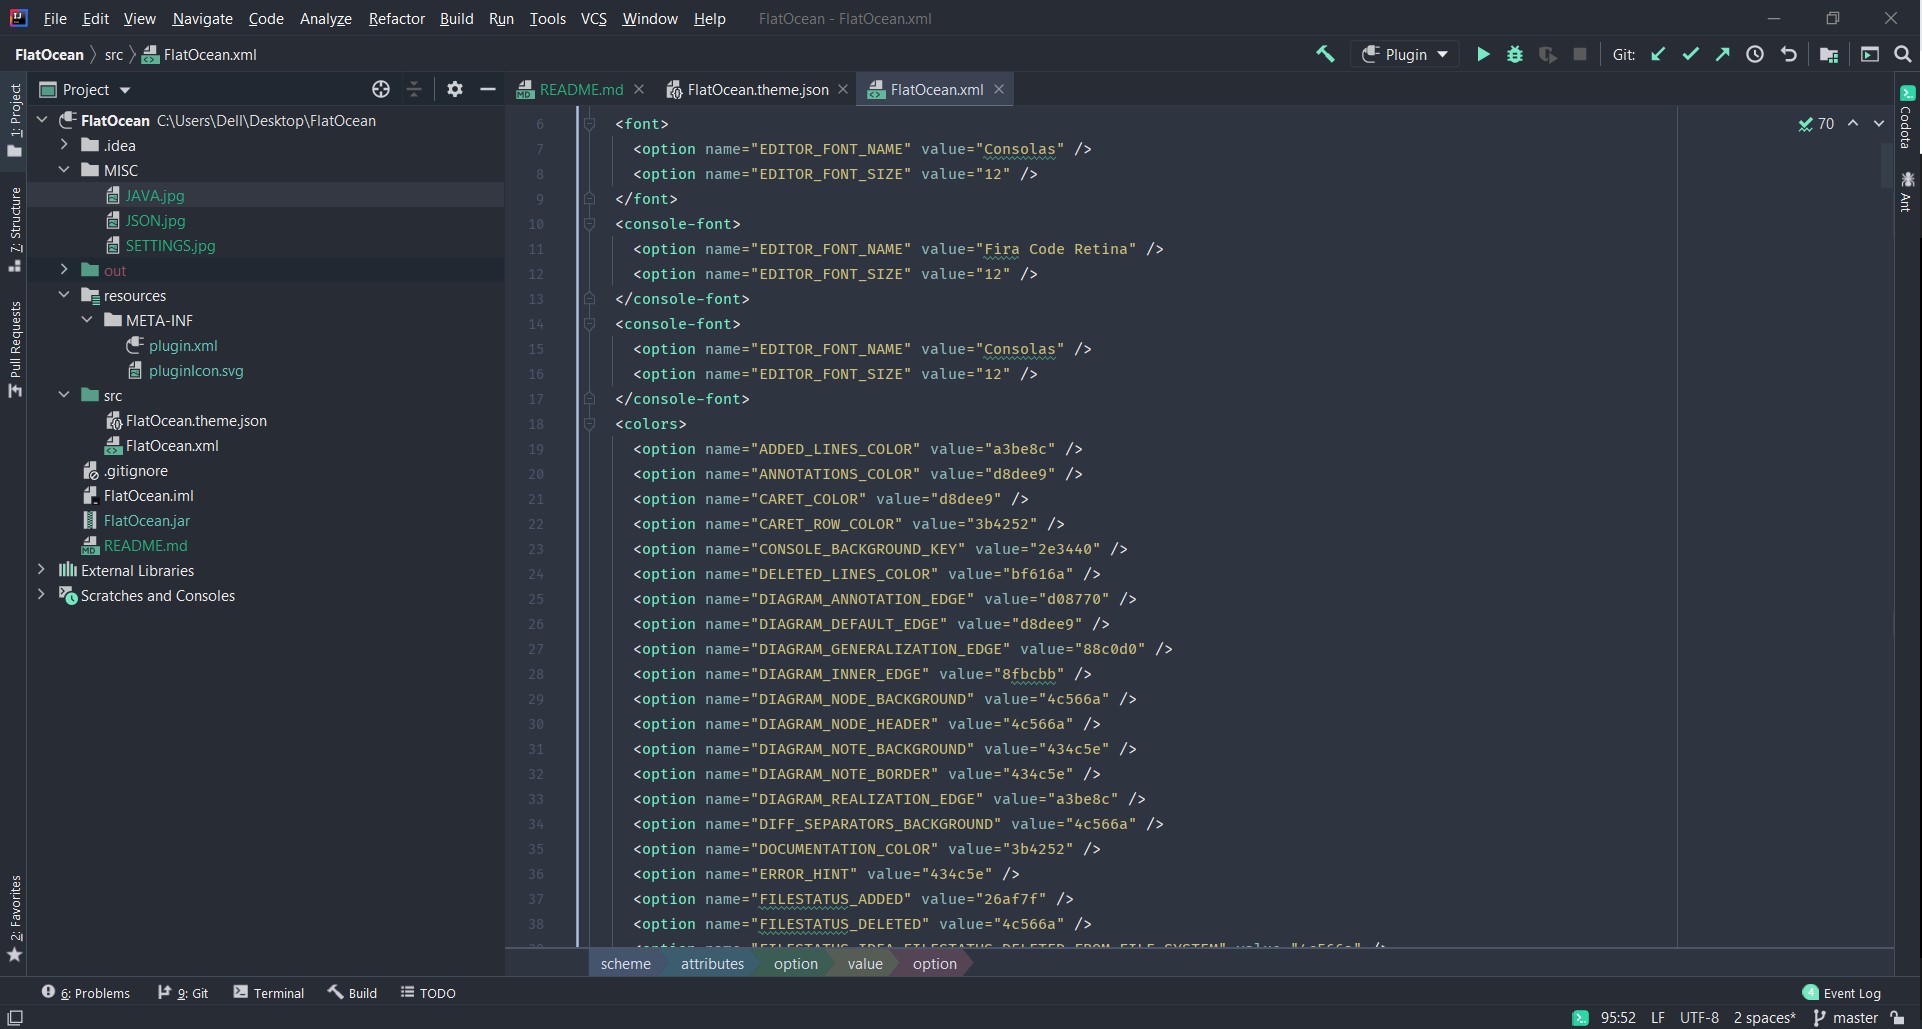 File Edit View Navigate Code Analyze Refactor Build Run Tools VCS Window Help FlatOcean - FlatOcean.xml
FlatOcean src FlatOcean.xml
Plugin Git:
Project
README.md FlatOcean.theme.json FlatOcean.xml
1: Project
7: Structure
Pull Requests
2: Favorites
FlatOcean C:\Users\Dell\Desktop\FlatOcean
.idea
MISC
JAVA.jpg
JSON.jpg
SETTINGS.jpg
out
resources
META-INF
plugin.xml
pluginIcon.svg
src
FlatOcean.theme.json
FlatOcean.xml
.gitignore
FlatOcean.iml
FlatOcean.jar
README.md
External Libraries
Scratches and Consoles
6 <font>
7 <option name="EDITOR_FONT_NAME" value="Consolas" />
8 <option name="EDITOR_FONT_SIZE" value="12" />
9 </font>
10 <console-font>
11 <option name="EDITOR_FONT_NAME" value="Fira Code Retina" />
12 <option name="EDITOR_FONT_SIZE" value="12" />
13 </console-font>
14 <console-font>
15 <option name="EDITOR_FONT_NAME" value="Consolas" />
16 <option name="EDITOR_FONT_SIZE" value="12" />
17 </console-font>
18 <colors>
19 <option name="ADDED_LINES_COLOR" value="a3be8c" />
20 <option name="ANNOTATIONS_COLOR" value="d8dee9" />
21 <option name="CARET_COLOR" value="d8dee9" />
22 <option name="CARET_ROW_COLOR" value="3b4252" />
23 <option name="CONSOLE_BACKGROUND_KEY" value="2e3440" />
24 <option name="DELETED_LINES_COLOR" value="bf616a" />
25 <option name="DIAGRAM_ANNOTATION_EDGE" value="d08770" />
26 <option name="DIAGRAM_DEFAULT_EDGE" value="d8dee9" />
27 <option name="DIAGRAM_GENERALIZATION_EDGE" value="88c0d0" />
28 <option name="DIAGRAM_INNER_EDGE" value="8fbcbb" />
29 <option name="DIAGRAM_NODE_BACKGROUND" value="4c566a" />
30 <option name="DIAGRAM_NODE_HEADER" value="4c566a" />
31 <option name="DIAGRAM_NOTE_BACKGROUND" value="434c5e" />
32 <option name="DIAGRAM_NOTE_BORDER" value="434c5e" />
33 <option name="DIAGRAM_REALIZATION_EDGE" value="a3be8c" />
34 <option name="DIFF_SEPARATORS_BACKGROUND" value="4c566a" />
35 <option name="DOCUMENTATION_COLOR" value="3b4252" />
36 <option name="ERROR_HINT" value="434c5e" />
37 <option name="FILESTATUS_ADDED" value="26af7f" />
38 <option name="FILESTATUS_DELETED" value="4c566a" />
39 <option name="FILESTATUS_IDEA_FILESTATUS_DELETED_FROM_FILE_SYSTEM" value="4c566a" />
70
Codota
Ant
scheme attributes option value option
6: Problems 9: Git Terminal Build TODO 4 Event Log
95:52 LF UTF-8 2 spaces* master